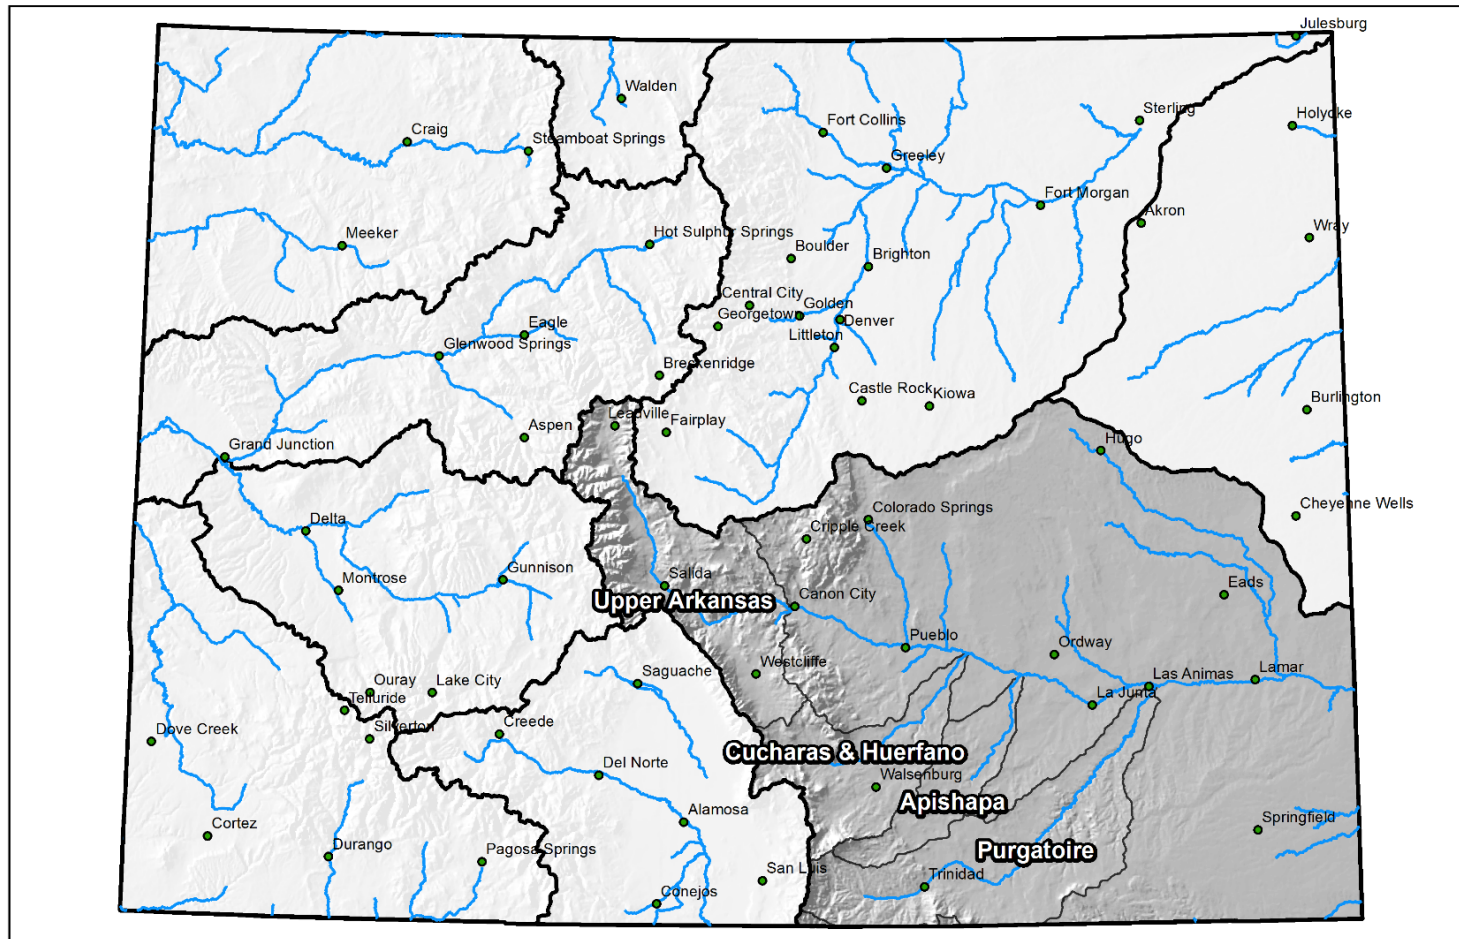 Julesburg
Walden
Sterling
Holyoke
Fort Collins
Craig
Steamboat Springs
Greeley
Fort Morgan
Akron
Wray
Meeker
Hot Sulphur Springs
Boulder
Brighton
Central City
Golden
Georgetown
Denver
Eagle
Glenwood Springs
Littleton
Breckenridge
Castle Rock
Kiowa
Burlington
Leadville
Fairplay
Aspen
Grand Junction
Hugo
Colorado Springs
Cheyenne Wells
Delta
Cripple Creek
Gunnison
Montrose
Salida
Eads
Upper Arkansas
Canon City
Pueblo
Ordway
Westcliffe
Saguache
Las Animas
Lamar
Ouray
Lake City
La Junta
Telluride
Silverton
Creede
Dove Creek
Cucharas & Huerfano
Del Norte
Walsenburg
Apishapa
Alamosa
Springfield
Cortez
Purgatoire
Durango
Pagosa Springs
San Luis
Trinidad
Conejos